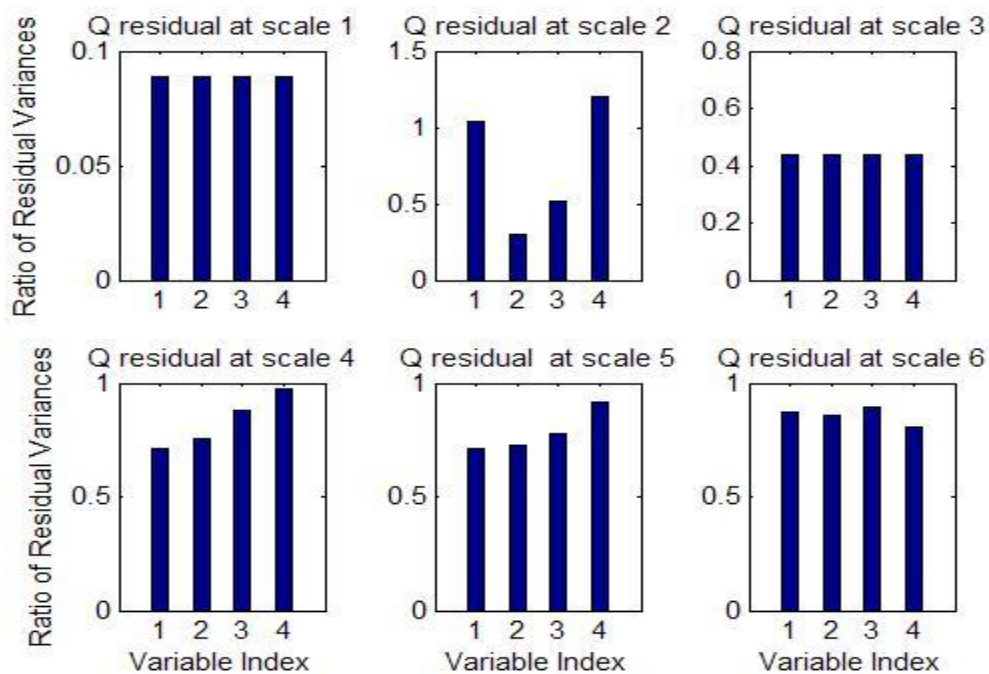 Q residual at scale 1
Q residual at scale 2
Q residual at scale 3
Ratio of Residual Variances
0.1
0.05
0
1 2 3 4
1.5
1
0.5
0
1 2 3 4
0.8
0.6
0.4
0.2
0
1 2 3 4
Q residual at scale 4
Q residual at scale 5
Q residual at scale 6
Ratio of Residual Variances
1
0.5
0
1 2 3 4
Variable Index
1
0.5
0
1 2 3 4
Variable Index
1
0.5
0
1 2 3 4
Variable Index